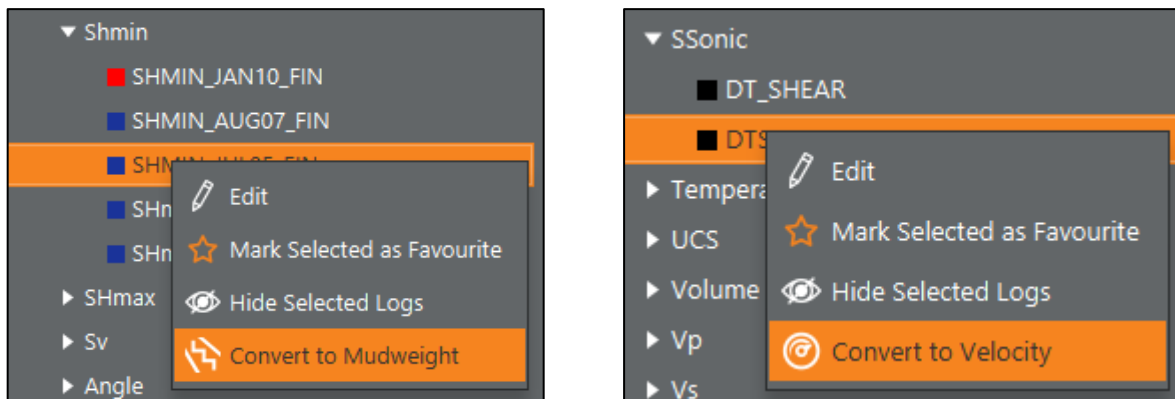 Shmin
SHMIN_JAN10_FIN
SHMIN_AUG07_FIN
Edit
Mark Selected as Favourite
Hide Selected Logs
SHmax
Sv
Convert to Mudweight
Angle
SSonic
DT_SHEAR
Edit
Mark Selected as Favourite
UCS
Volume
Hide Selected Logs
Vp
Convert to Velocity
Vs